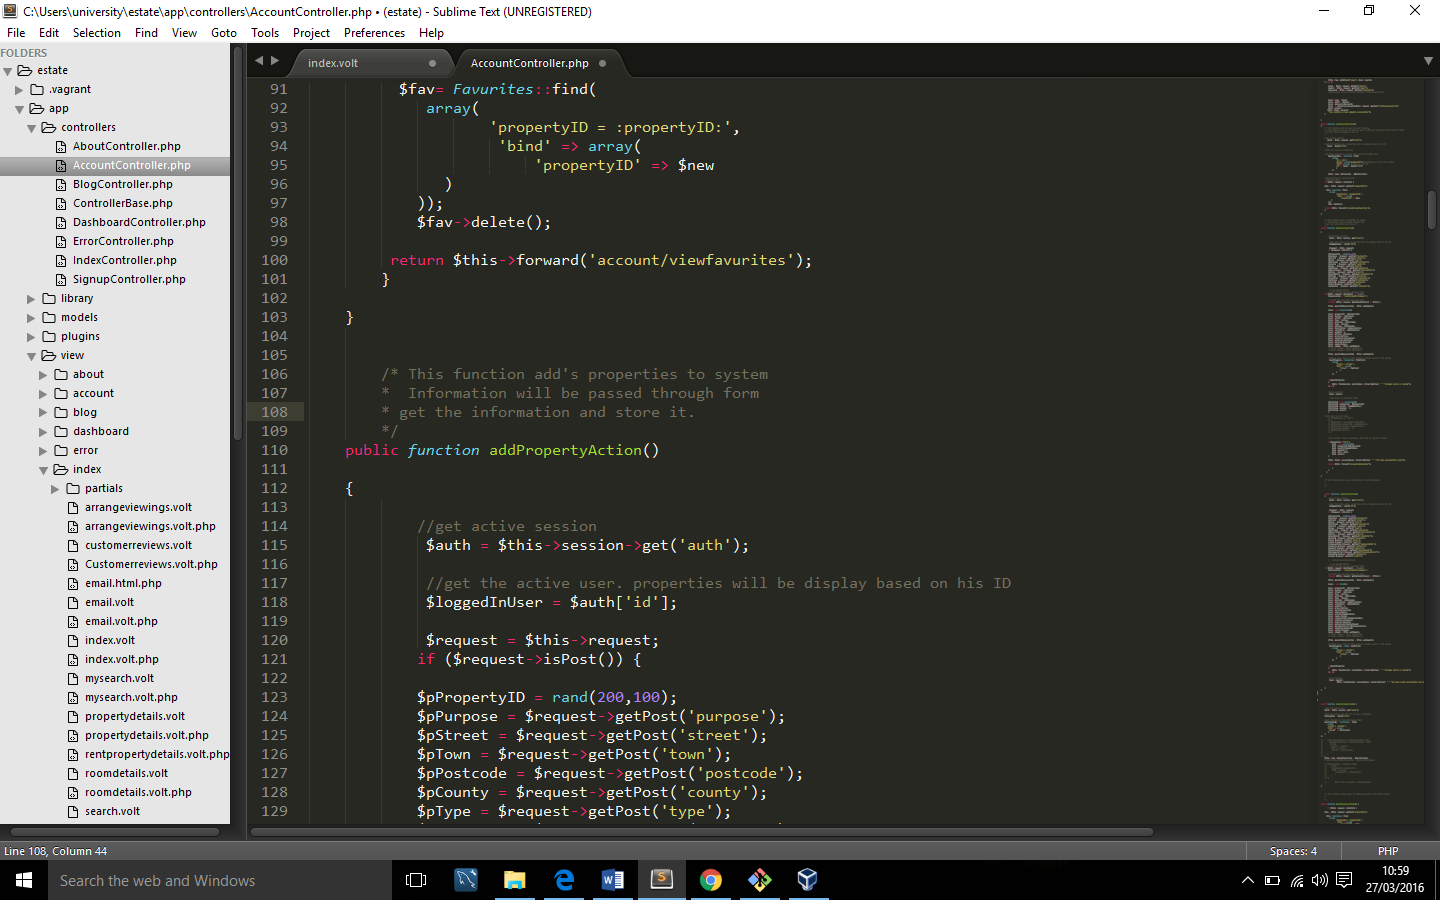 C:\Users\university\estate\app\controllers\AccountController.php • (estate) - Sublime Text (UNREGISTERED)
File Edit Selection Find View Goto Tools Project Preferences Help
FOLDERS
estate
.vagrant
app
controllers
AboutController.php
AccountController.php
BlogController.php
ControllerBase.php
DashboardController.php
ErrorController.php
IndexController.php
SignupController.php
library
models
plugins
view
about
account
blog
dashboard
error
index
partials
arrangeviewings.volt
arrangeviewings.volt.php
customerreviews.volt
Customerreviews.volt.php
email.html.php
email.volt
email.volt.php
index.volt
index.volt.php
mysearch.volt
mysearch.volt.php
propertydetails.volt
propertydetails.volt.php
rentpropertydetails.volt.php
roomdetails.volt
roomdetails.volt.php
search.volt
index.volt AccountController.php
91 $fav= Favurites::find(
92 array(
93 'propertyID = :propertyID:',
94 'bind' => array(
95 'propertyID' => $new
96 )
97 ));
98 $fav->delete();
99
100 return $this->forward('account/viewfavurites');
101 }
102
103 }
104
105
106 /* This function add's properties to system
107 * Information will be passed through form
108 * get the information and store it.
109 */
110 public function addPropertyAction()
111
112 {
113
114 //get active session
115 $auth = $this->session->get('auth');
116
117 //get the active user. properties will be display based on his ID
118 $loggedInUser = $auth['id'];
119
120 $request = $this->request;
121 if ($request->isPost()) {
122
123 $pPropertyID = rand(200,100);
124 $pPurpose = $request->getPost('purpose');
125 $pStreet = $request->getPost('street');
126 $pTown = $request->getPost('town');
127 $pPostcode = $request->getPost('postcode');
128 $pCounty = $request->getPost('county');
129 $pType = $request->getPost('type');
Line 108, Column 44 Spaces: 4 PHP
Search the web and Windows
10:59
27/03/2016